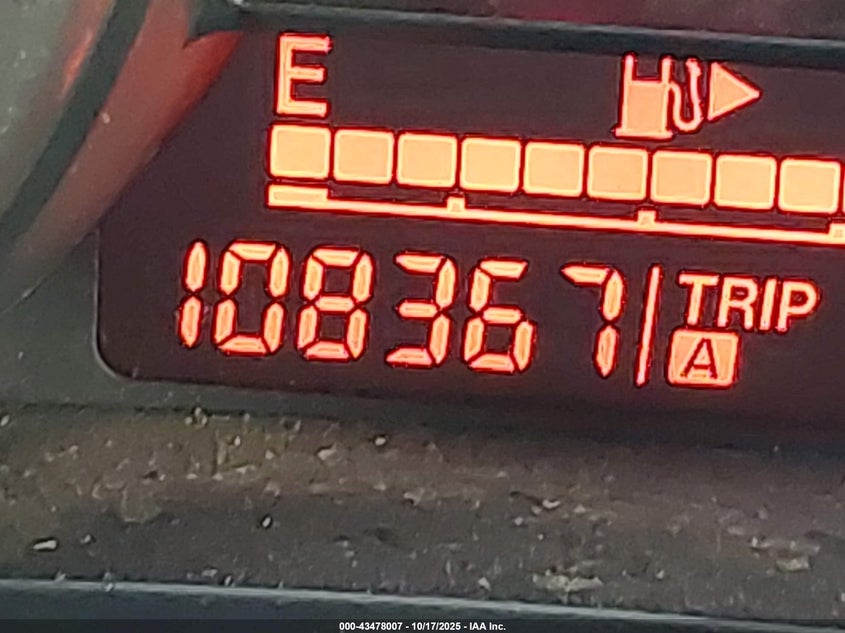 E
108367 TRIP
A
000-43478007 - 10/17/2025 - IAA Inc.